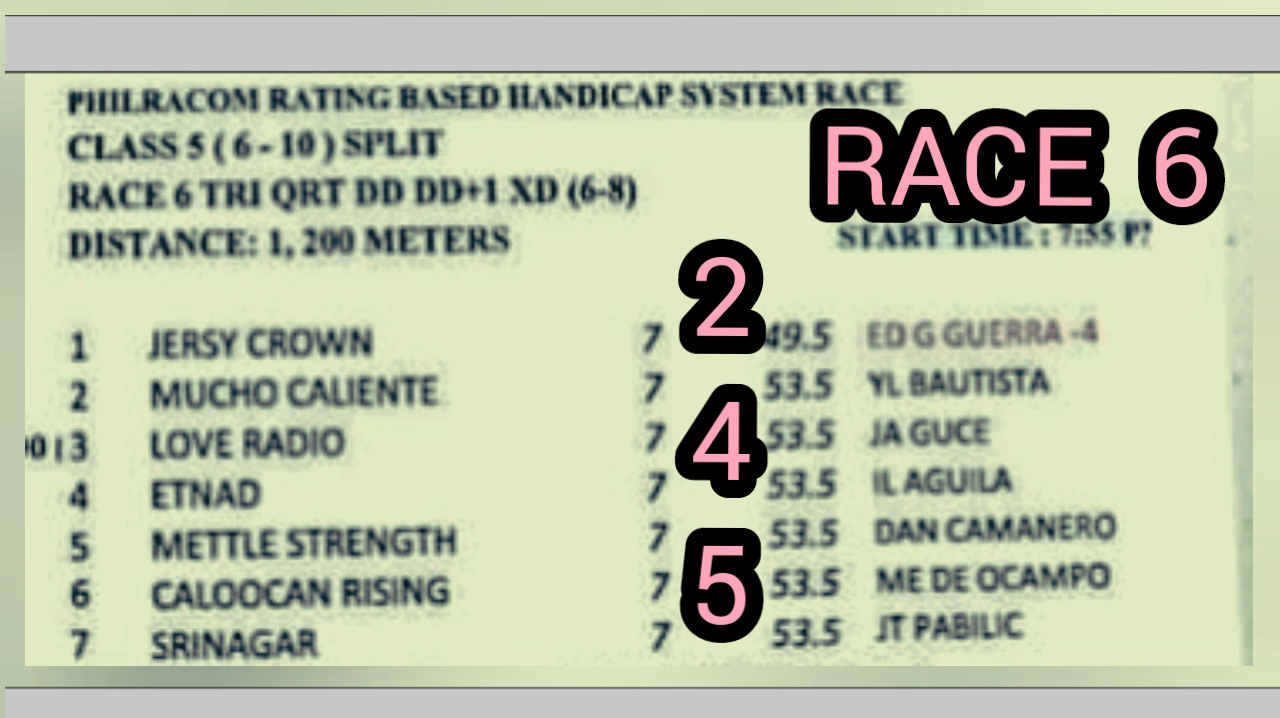 PHILRACOM RATING BASED HANDICAP SYSTEM RACE
CLASS 5 ( 6 - 10 ) SPLIT
RACE 6
RACE 6 TRI QRT DD DD+1 XD (6-8)
DISTANCE: 1, 200 METERS START TIME : 7:55 P?
2
1 JERSY CROWN 7 49.5 ED G GUERRA -4
2 MUCHO CALIENTE 7 53.5 YL BAUTISTA
3 LOVE RADIO 7 53.5 JA GUCE
4
4 ETNAD 7 53.5 IL AGUILA
5 METTLE STRENGTH 7 53.5 DAN CAMANERO
5
6 CALOOCAN RISING 7 53.5 ME DE OCAMPO
7 SRINAGAR 7 53.5 JT PABILIC